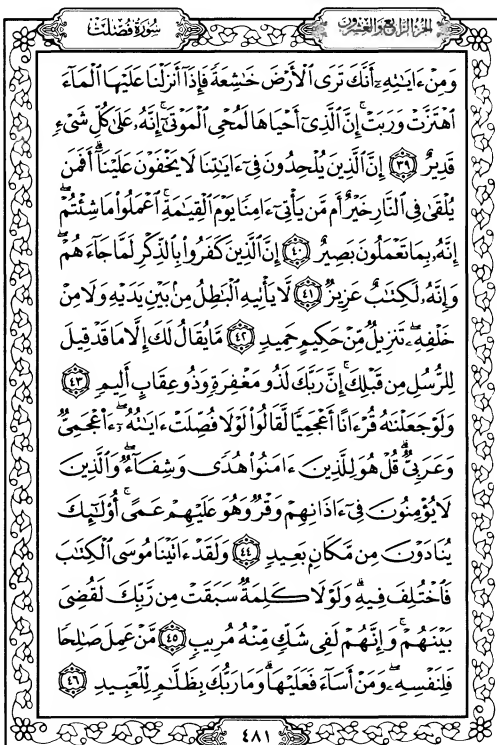 سورة فصلت
الجزء الرابع والعشرون
وَمِنْ ءَايَٰتِهِۦٓ أَنَّكَ تَرَى ٱلْأَرْضَ خَٰشِعَةً فَإِذَآ أَنزَلْنَا عَلَيْهَا ٱلْمَآءَ
ٱهْتَزَّتْ وَرَبَتْ ۚ إِنَّ ٱلَّذِىٓ أَحْيَاهَا لَمُحْىِ ٱلْمَوْتَىٰٓ ۚ إِنَّهُۥ عَلَىٰ كُلِّ شَىْءٍ
قَدِيرٌ ٣٩ إِنَّ ٱلَّذِينَ يُلْحِدُونَ فِىٓ ءَايَٰتِنَا لَا يَخْفَوْنَ عَلَيْنَآ ۗ أَفَمَن
يُلْقَىٰ فِى ٱلنَّارِ خَيْرٌ أَم مَّن يَأْتِىٓ ءَامِنًا يَوْمَ ٱلْقِيَٰمَةِ ۚ ٱعْمَلُوا۟ مَا شِئْتُمْ ۖ
إِنَّهُۥ بِمَا تَعْمَلُونَ بَصِيرٌ ٤٠ إِنَّ ٱلَّذِينَ كَفَرُوا۟ بِٱلذِّكْرِ لَمَّا جَآءَهُمْ ۖ
وَإِنَّهُۥ لَكِتَٰبٌ عَزِيزٌ ٤١ لَّا يَأْتِيهِ ٱلْبَٰطِلُ مِنۢ بَيْنِ يَدَيْهِ وَلَا مِنْ
خَلْفِهِۦ ۖ تَنزِيلٌ مِّنْ حَكِيمٍ حَمِيدٍ ٤٢ مَّا يُقَالُ لَكَ إِلَّا مَا قَدْ قِيلَ
لِلرُّسُلِ مِن قَبْلِكَ ۚ إِنَّ رَبَّكَ لَذُو مَغْفِرَةٍ وَذُو عِقَابٍ أَلِيمٍ ٤٣
وَلَوْ جَعَلْنَٰهُ قُرْءَانًا أَعْجَمِيًّا لَّقَالُوا۟ لَوْلَا فُصِّلَتْ ءَايَٰتُهُۥٓ ۖ ءَا۬عْجَمِىٌّ
وَعَرَبِىٌّ ۗ قُلْ هُوَ لِلَّذِينَ ءَامَنُوا۟ هُدًى وَشِفَآءٌ ۖ وَٱلَّذِينَ
لَا يُؤْمِنُونَ فِىٓ ءَاذَانِهِمْ وَقْرٌ وَهُوَ عَلَيْهِمْ عَمًى ۚ أُو۟لَٰٓئِكَ
يُنَادَوْنَ مِن مَّكَانٍۭ بَعِيدٍ ٤٤ وَلَقَدْ ءَاتَيْنَا مُوسَى ٱلْكِتَٰبَ
فَٱخْتُلِفَ فِيهِ ۗ وَلَوْلَا كَلِمَةٌ سَبَقَتْ مِن رَّبِّكَ لَقُضِىَ
بَيْنَهُمْ ۚ وَإِنَّهُمْ لَفِى شَكٍّ مِّنْهُ مُرِيبٍ ٤٥ مَّنْ عَمِلَ صَٰلِحًا
فَلِنَفْسِهِۦ ۖ وَمَنْ أَسَآءَ فَعَلَيْهَا ۗ وَمَا رَبُّكَ بِظَلَّٰمٍ لِّلْعَبِيدِ ٤٦
٤٨١